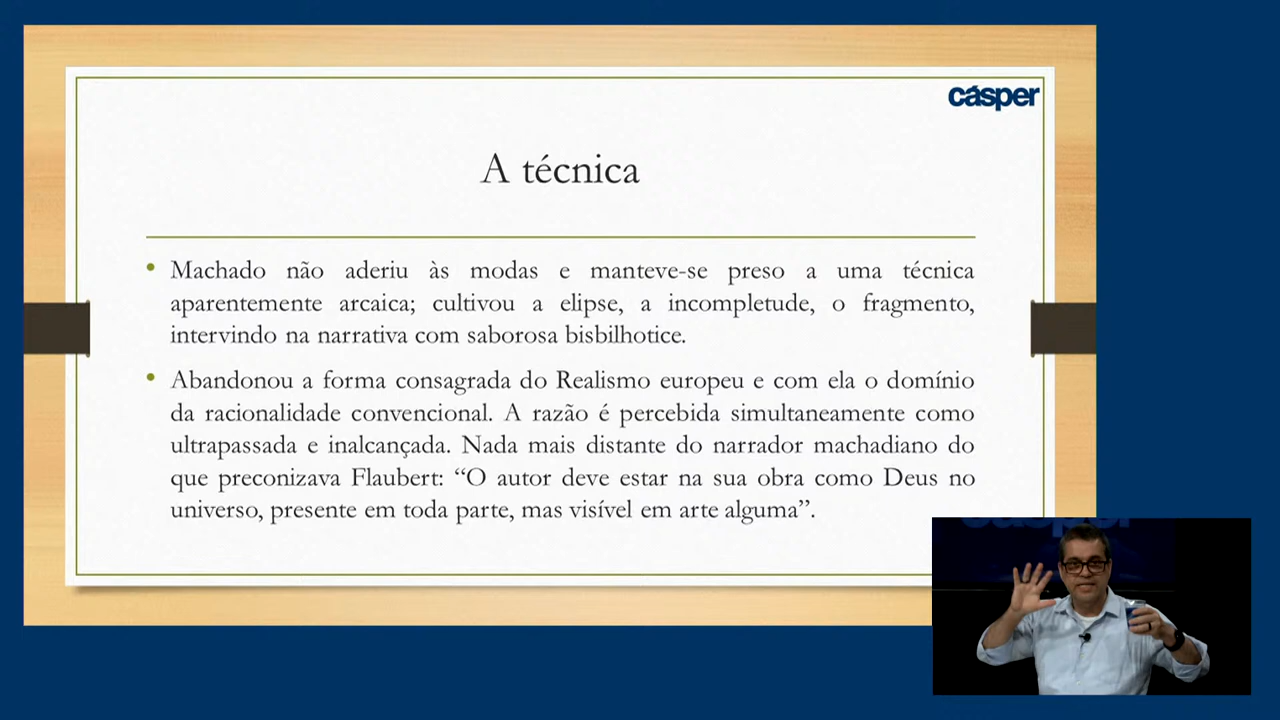 cásper
A técnica
• Machado não aderiu às modas e manteve-se preso a uma técnica
aparentemente arcaica; cultivou a elipse, a incompletude, o fragmento,
intervindo na narrativa com saborosa bisbilhotice.
• Abandonou a forma consagrada do Realismo europeu e com ela o domínio
da racionalidade convencional. A razão é percebida simultaneamente como
ultrapassada e inalcançada. Nada mais distante do narrador machadiano do
que preconizava Flaubert: “O autor deve estar na sua obra como Deus no
universo, presente em toda parte, mas visível em arte alguma”.
cásper